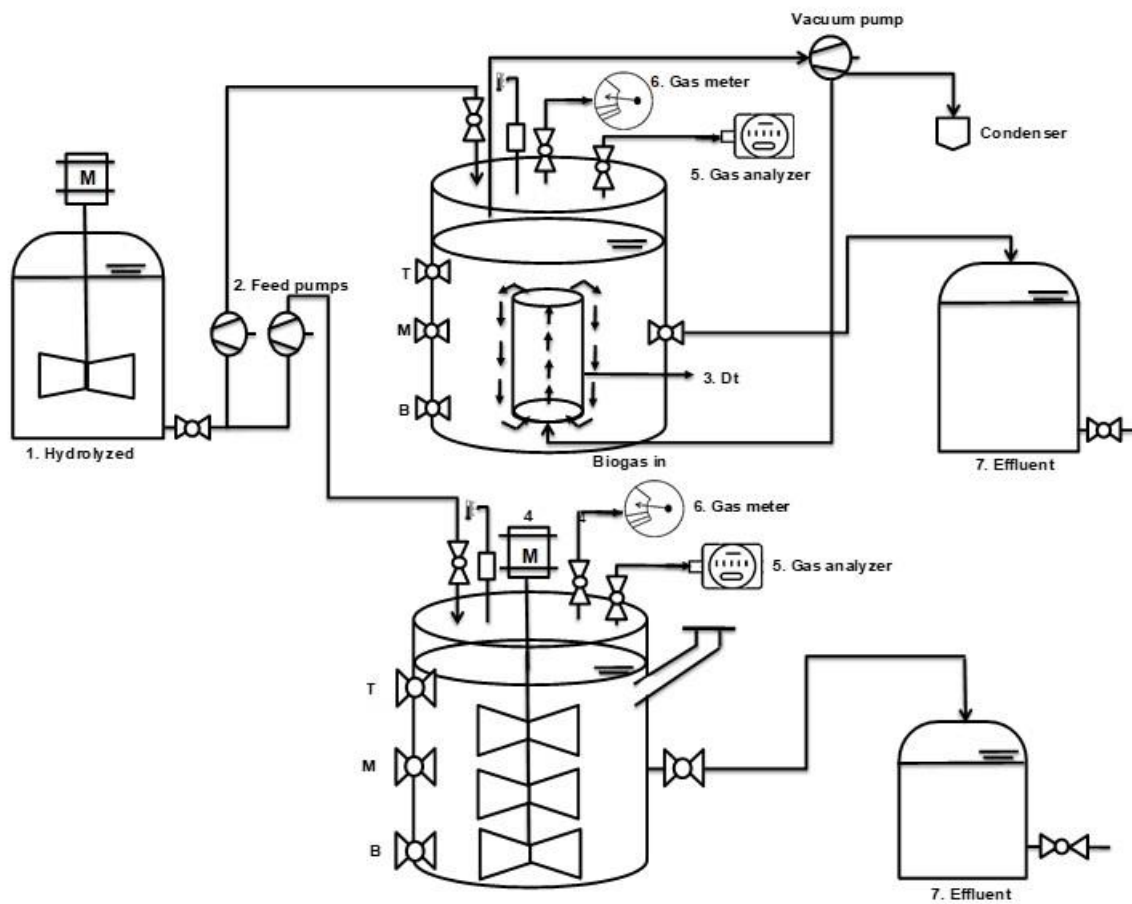 Vacuum pump
6. Gas meter
Condenser
M
5. Gas analyzer
T
2. Feed pumps
M
3. Dt
B
1. Hydrolyzed
Biogas in
7. Effluent
6. Gas meter
4
4
M
5. Gas analyzer
T
M
B
7. Effluent